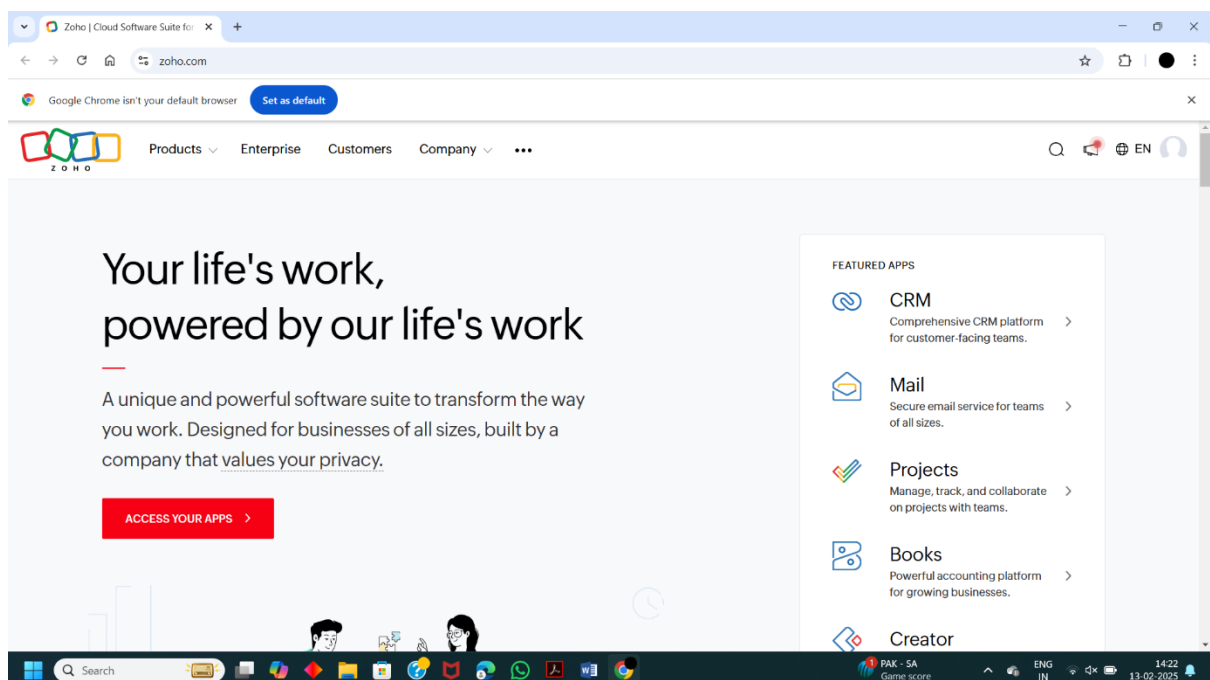 Zoho | Cloud Software Suite for
zoho.com
Google Chrome isn't your default browser
Set as default
ZOHO
Products
Enterprise
Customers
Company
EN
Your life's work,
powered by our life's work
A unique and powerful software suite to transform the way
you work. Designed for businesses of all sizes, built by a
company that values your privacy.
ACCESS YOUR APPS
FEATURED APPS
CRM
Comprehensive CRM platform
for customer-facing teams.
Mail
Secure email service for teams
of all sizes.
Projects
Manage, track, and collaborate
on projects with teams.
Books
Powerful accounting platform
for growing businesses.
Creator
Search
1
PAK - SA
Game score
ENG
IN
14:22
13-02-2025